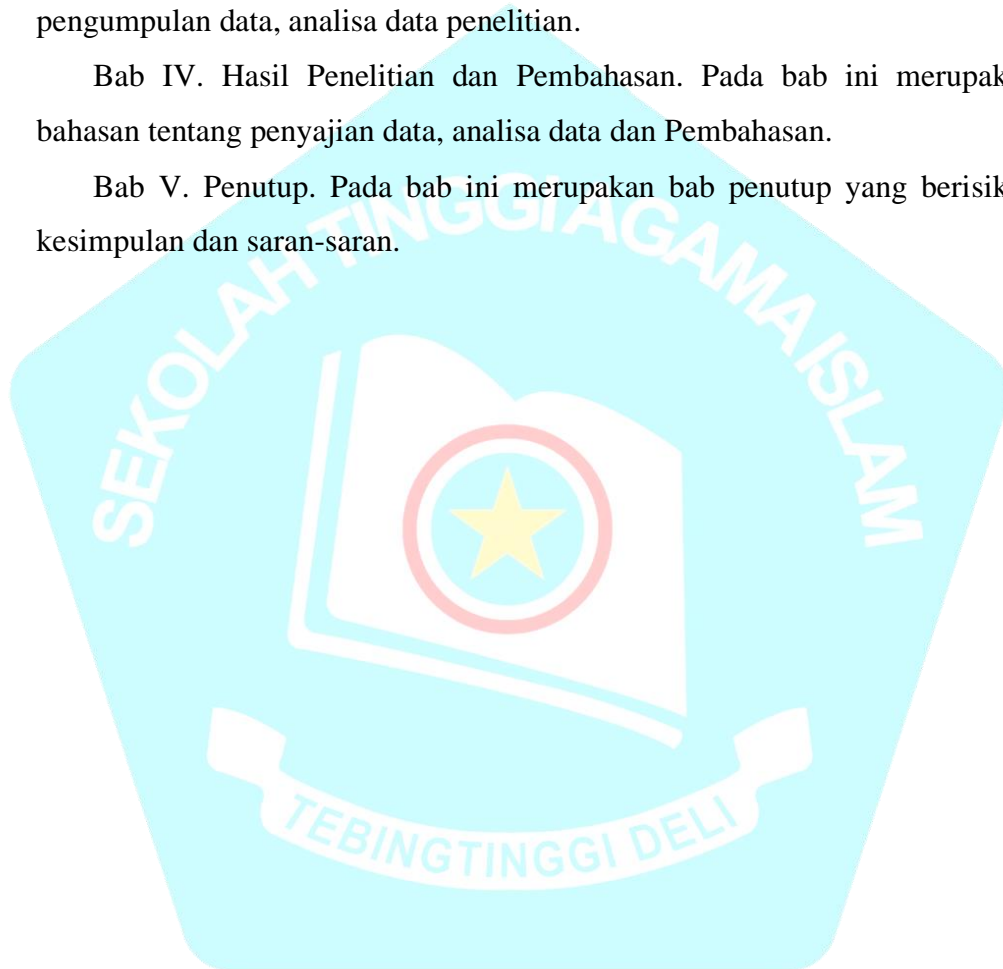 pengumpulan data, analisa data penelitian.
Bab IV. Hasil Penelitian dan Pembahasan. Pada bab ini merupak
bahasan tentang penyajian data, analisa data dan Pembahasan.
Bab V. Penutup. Pada bab ini merupakan bab penutup yang berisik
kesimpulan dan saran-saran.
SEKOLAH TINGGI AGAMA ISLAM
TEBINGTINGGI DELI